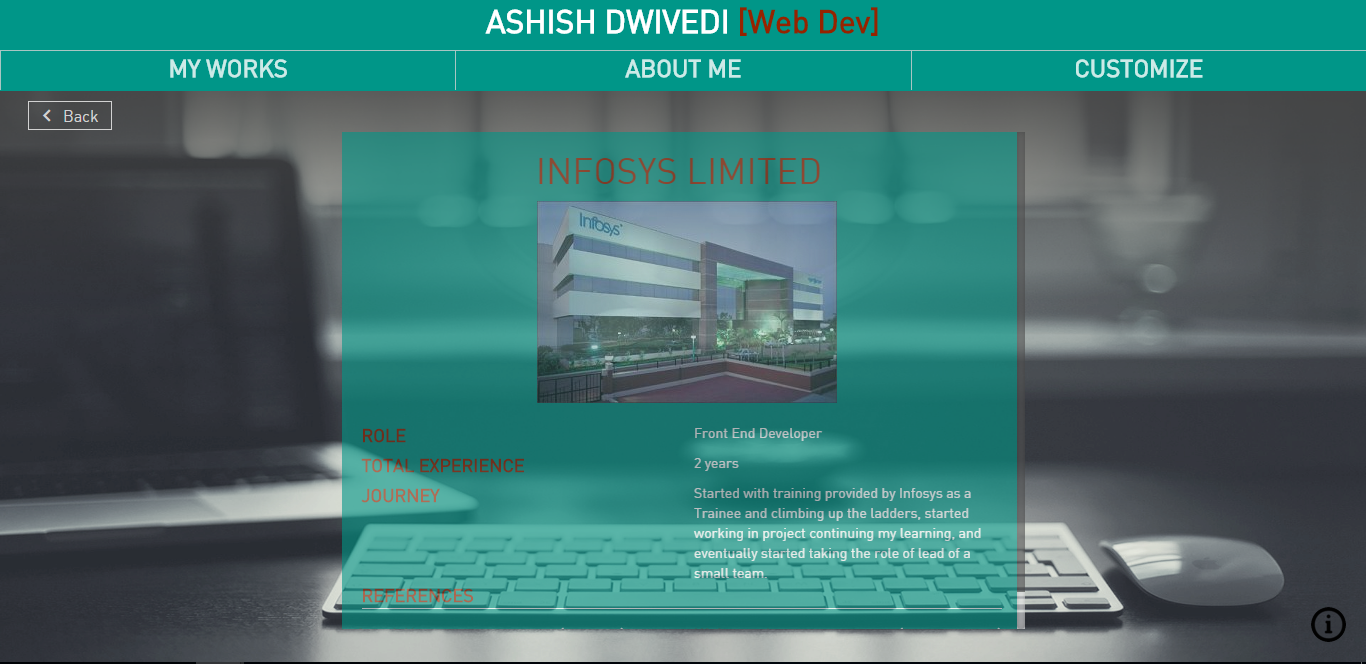 ASHISH DWIVEDI [Web Dev]
MY WORKS
ABOUT ME
CUSTOMIZE
Back
INFOSYS LIMITED
Infosys
ROLE
Front End Developer
TOTAL EXPERIENCE
2 years
JOURNEY
Started with training provided by Infosys as a
Trainee and climbing up the ladders, started
working in project continuing my learning, and
eventually started taking the role of lead of a
small team.
REFERENCES